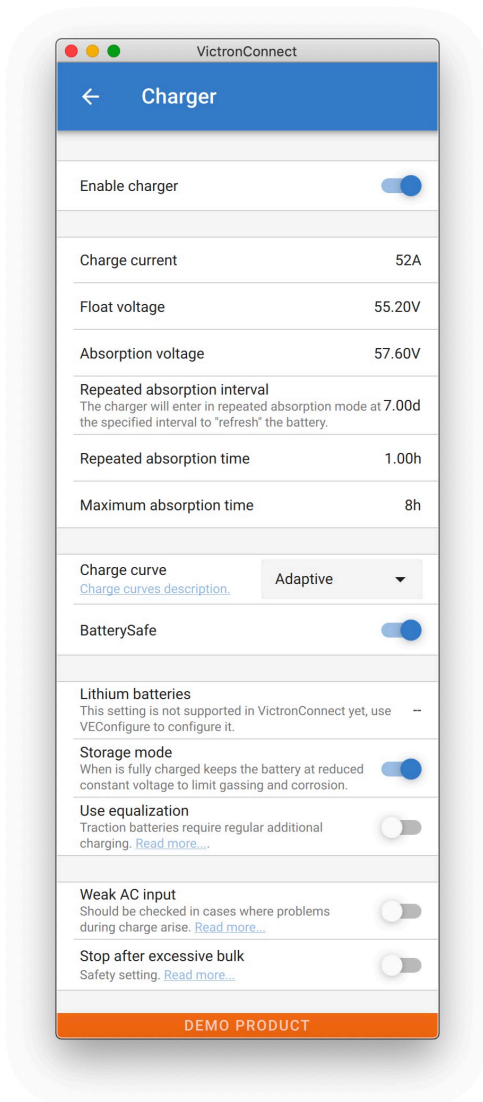 VictronConnect
Charger
Enable charger
Charge current 52A
Float voltage 55.20V
Absorption voltage 57.60V
Repeated absorption interval
The charger will enter in repeated absorption mode at 7.00d
the specified interval to "refresh" the battery.
Repeated absorption time 1.00h
Maximum absorption time 8h
Charge curve
Charge curves description.
Adaptive
BatterySafe
Lithium batteries
This setting is not supported in VictronConnect yet, use --
VEConfigure to configure it.
Storage mode
When is fully charged keeps the battery at reduced
constant voltage to limit gassing and corrosion.
Use equalization
Traction batteries require regular additional
charging. Read more....
Weak AC input
Should be checked in cases where problems
during charge arise. Read more...
Stop after excessive bulk
Safety setting. Read more...
DEMO PRODUCT